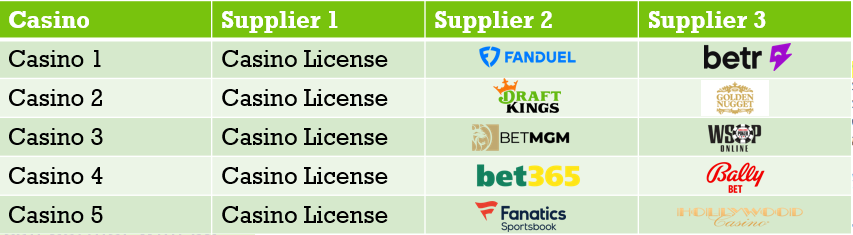 Casino Supplier 1 Supplier 2 Supplier 3
Casino 1 Casino License FANDUEL betr
Casino 2 Casino License DRAFT KINGS GOLDEN NUGGET
Casino 3 Casino License BETMGM WSOP ONLINE
Casino 4 Casino License bet365 Bally BET
Casino 5 Casino License Fanatics Sportsbook HOLLYWOOD Casino